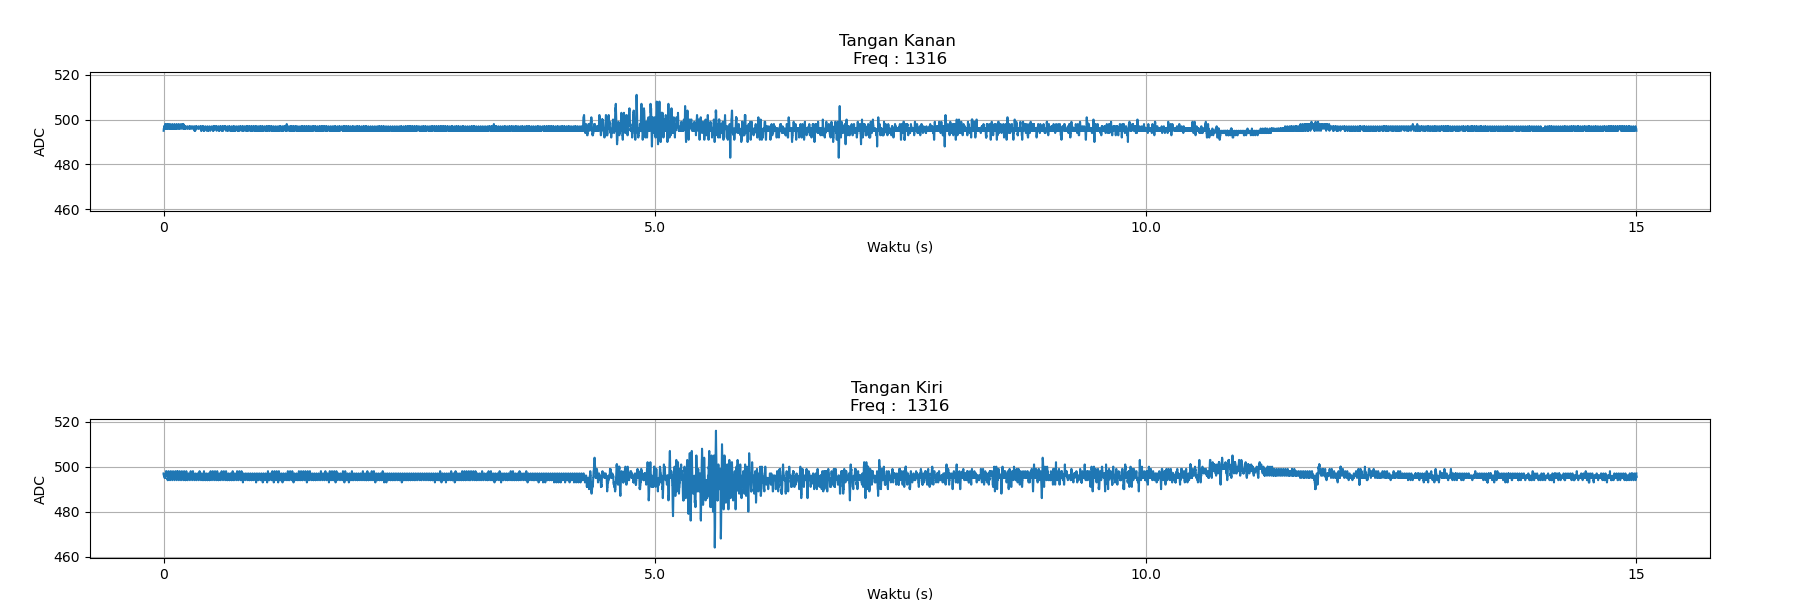 Tangan Kanan
Freq : 1316
520
500
480
460
ADC
0 5.0 10.0 15
Waktu (s)
Tangan Kiri
Freq :  1316
520
500
480
460
ADC
0 5.0 10.0 15
Waktu (s)